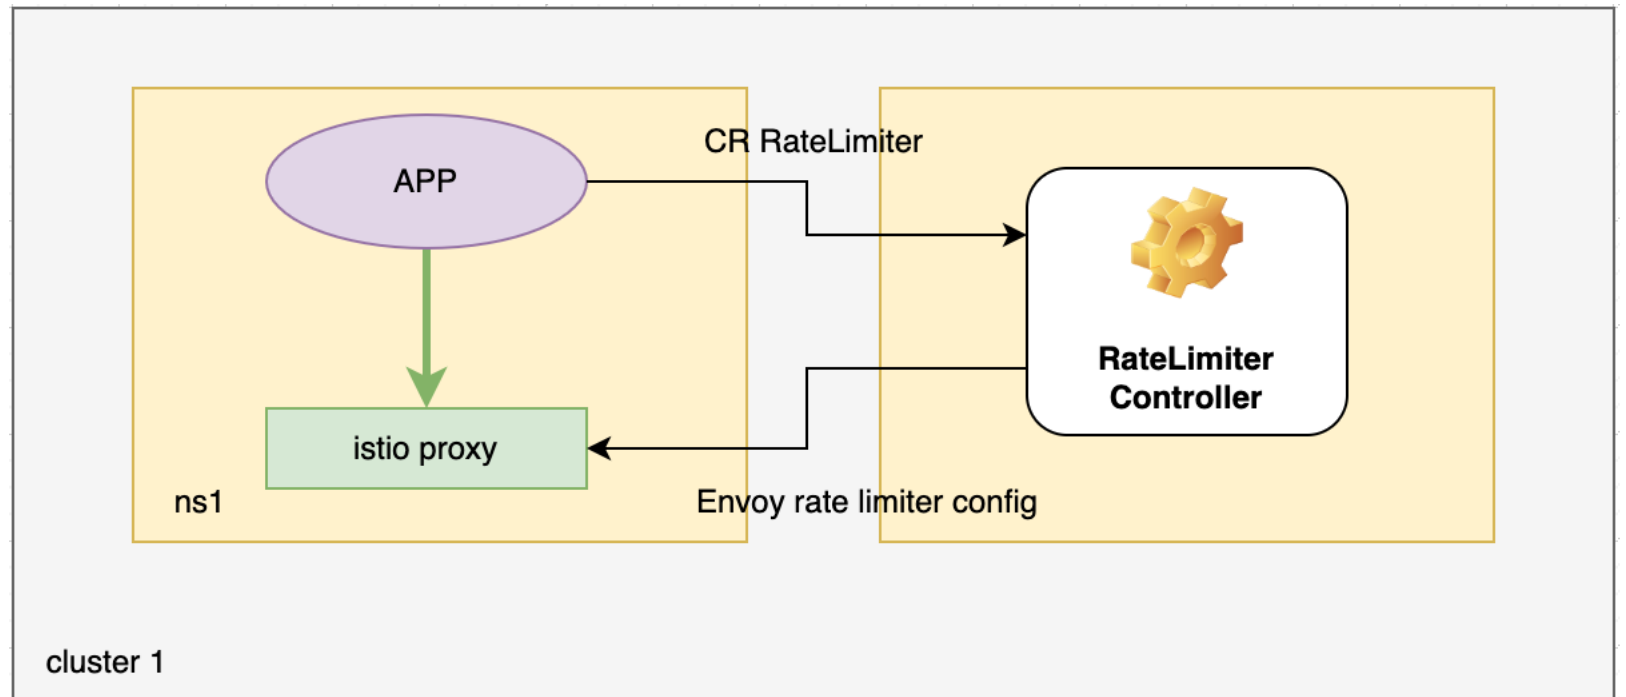 CR RateLimiter
APP
RateLimiter
Controller
istio proxy
ns1
Envoy rate limiter config
cluster 1